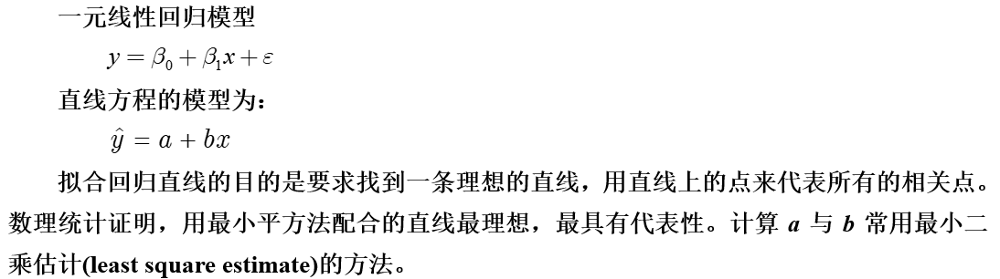 一元线性回归模型
y = β₀ + β₁x + ε
直线方程的模型为：
ŷ = a + bx
拟合回归直线的目的是要求找到一条理想的直线，用直线上的点来代表所有的相关点。
数理统计证明，用最小平方法配合的直线最理想，最具有代表性。计算 a 与 b 常用最小二
乘估计(least square estimate)的方法。